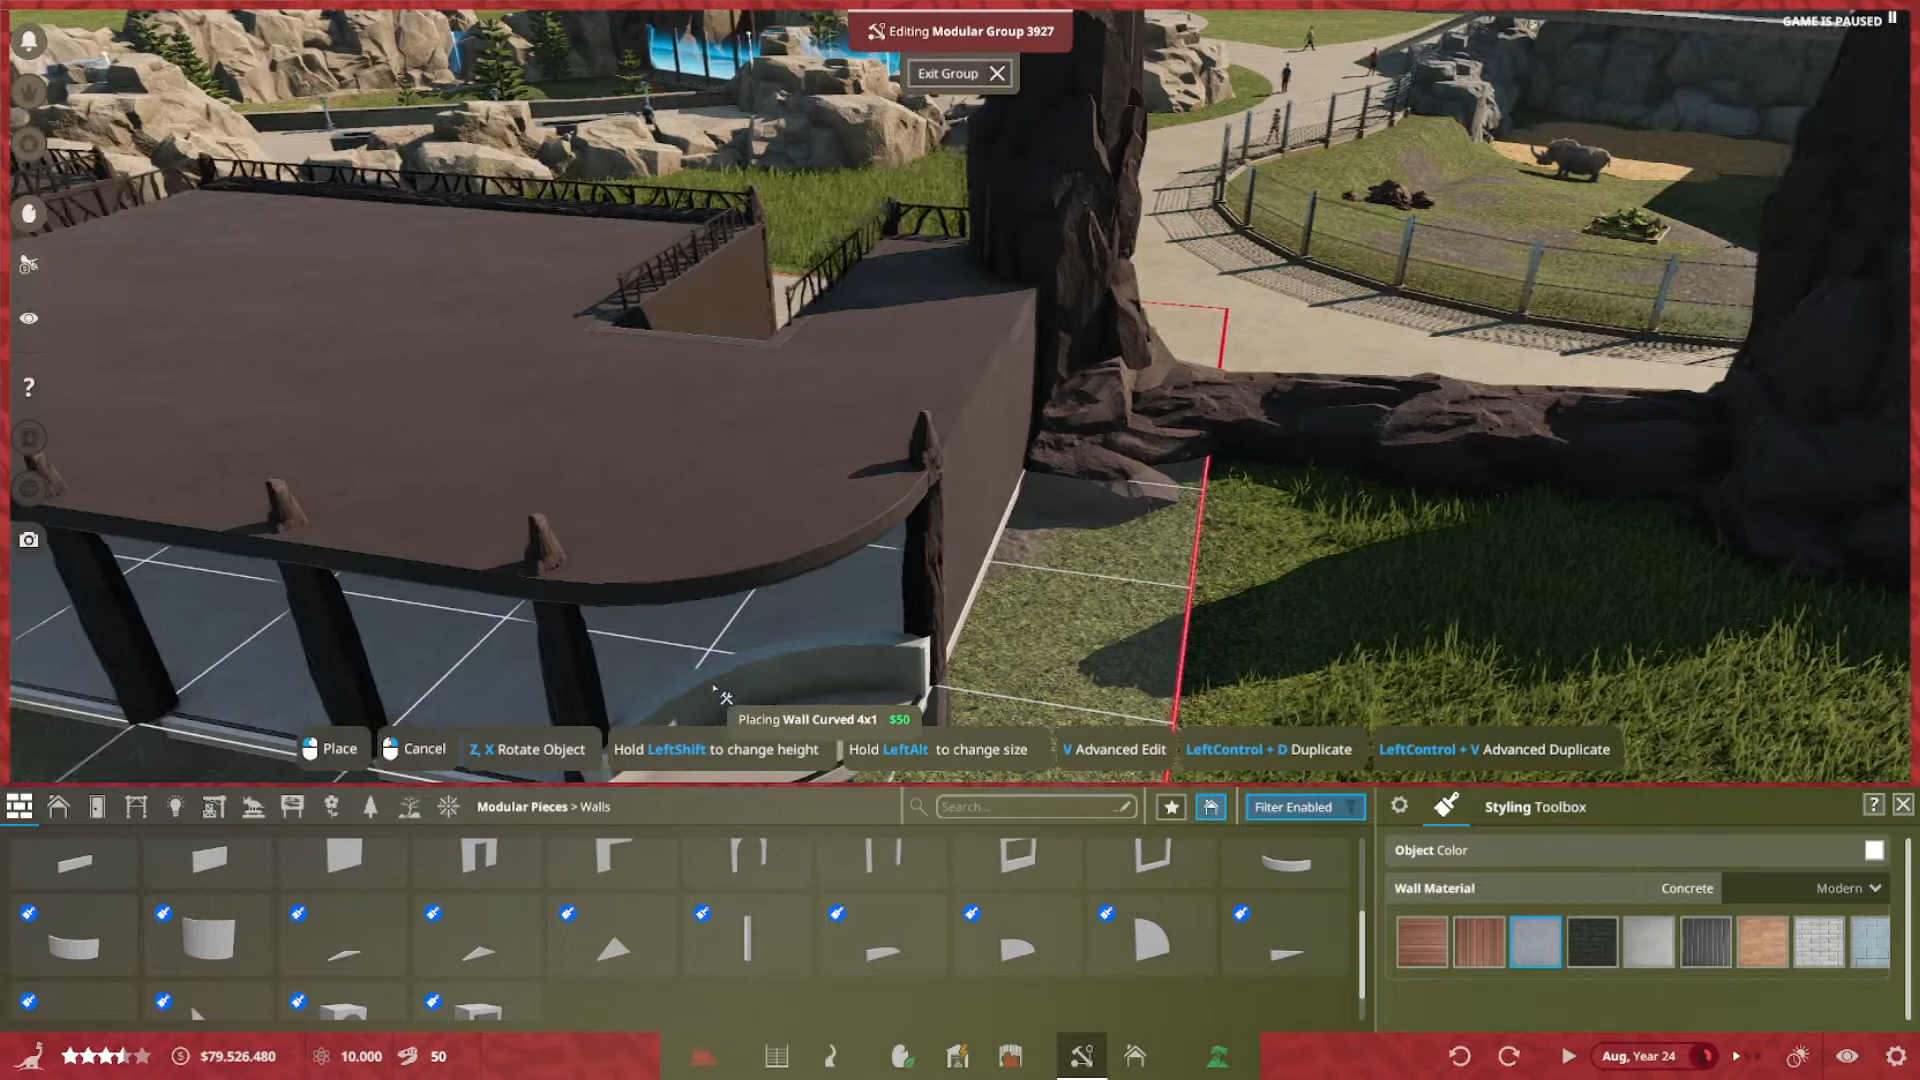 Editing Modular Group 3927
GAME IS PAUSED
Exit Group
?
Placing Wall Curved 4x1 $50
Place
Cancel
Z, X Rotate Object
Hold LeftShift to change height
Hold LeftAlt to change size
V Advanced Edit
LeftControl + D Duplicate
LeftControl + V Advanced Duplicate
Modular Pieces > Walls
Search...
Filter Enabled
Styling Toolbox
?
Object Color
Wall Material
Concrete
Modern
$79.526.480
10.000
50
Aug, Year 24